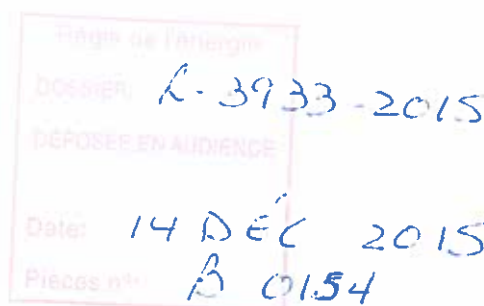 Régie de l'énergie
DOSSIER: R-3933-2015
DÉPOSÉE EN AUDIENCE
Date: 14 DÉC 2015
Pièces nº: B 0154